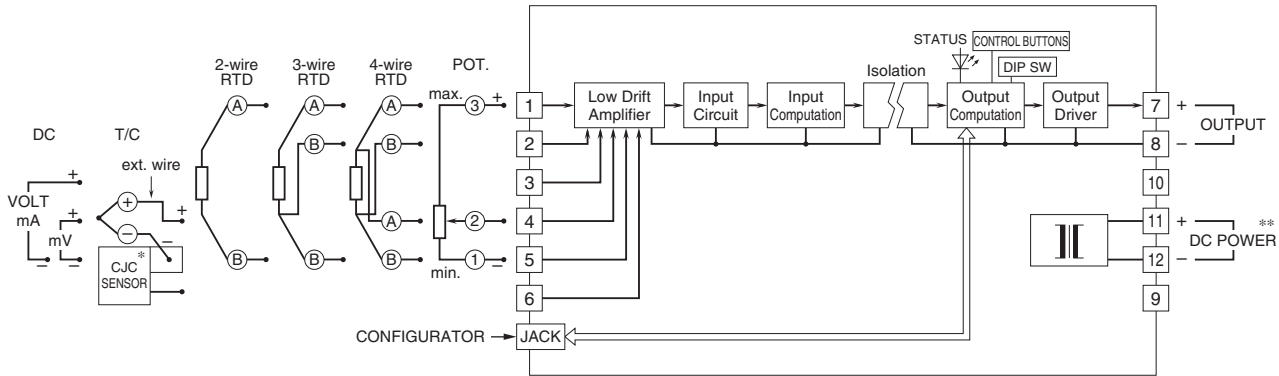 DC
VOLT
mA
+
−
mV
+
−
T/C
ext. wire
+
−
+
−
CJC *
SENSOR
2-wire
RTD
A
B
3-wire
RTD
A
B
B
4-wire
RTD
A
B
A
B
POT.
max.
3 +
2
min.
1 −
1
2
3
4
5
6
CONFIGURATOR
JACK
Low Drift
Amplifier
Input
Circuit
Input
Computation
Isolation
STATUS
CONTROL BUTTONS
DIP SW
Output
Computation
Output
Driver
7 +
8 −
OUTPUT
10
11 +
12 −
DC POWER **
9